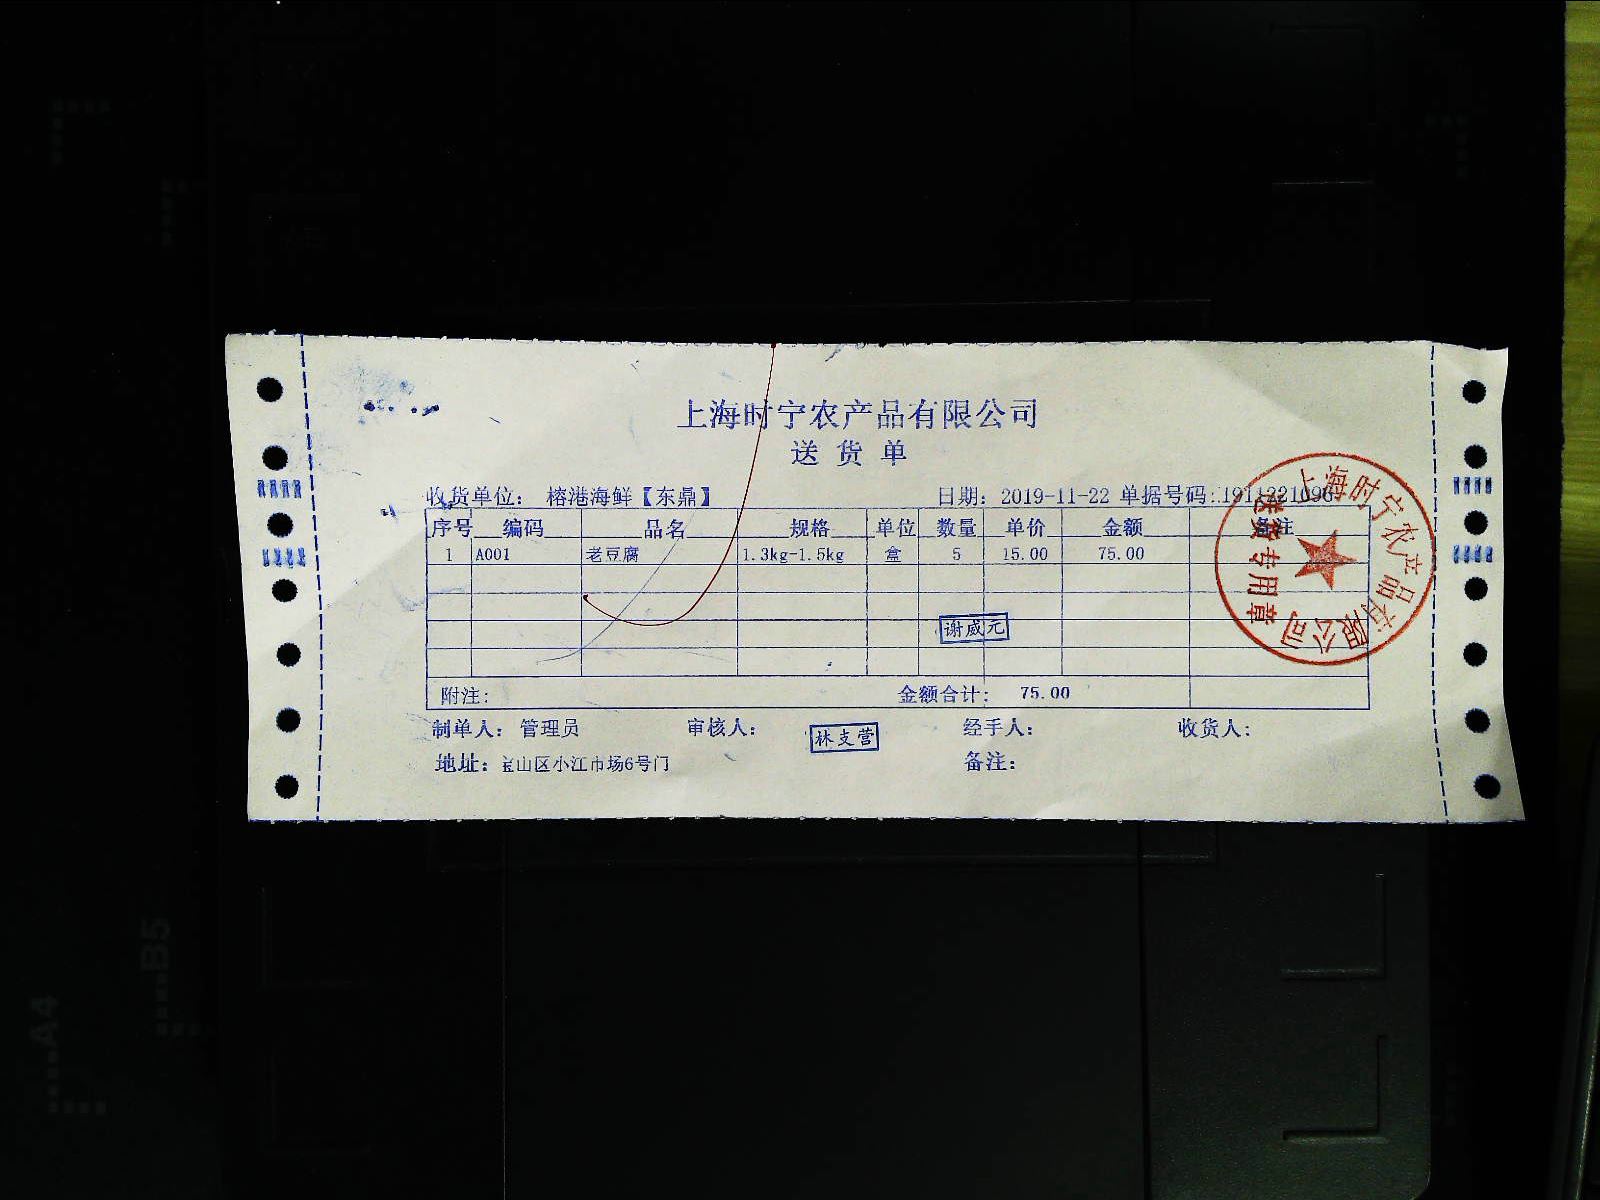 上海时宁农产品有限公司
送货单
收货单位: 榕港海鲜【东鼎】 日期: 2019-11-22 单据号码:1911221096
序号 编码 品名 规格 单位 数量 单价 金额 备注
1 A001 老豆腐 1.3kg-1.5kg 盒 5 15.00 75.00
谢威元
附注: 金额合计: 75.00
制单人: 管理员 审核人: 经手人: 收货人:
林支营
地址: 宝山区小江市场6号门 备注:
上海时宁农产品有限公司
送货专用章
B5
A4